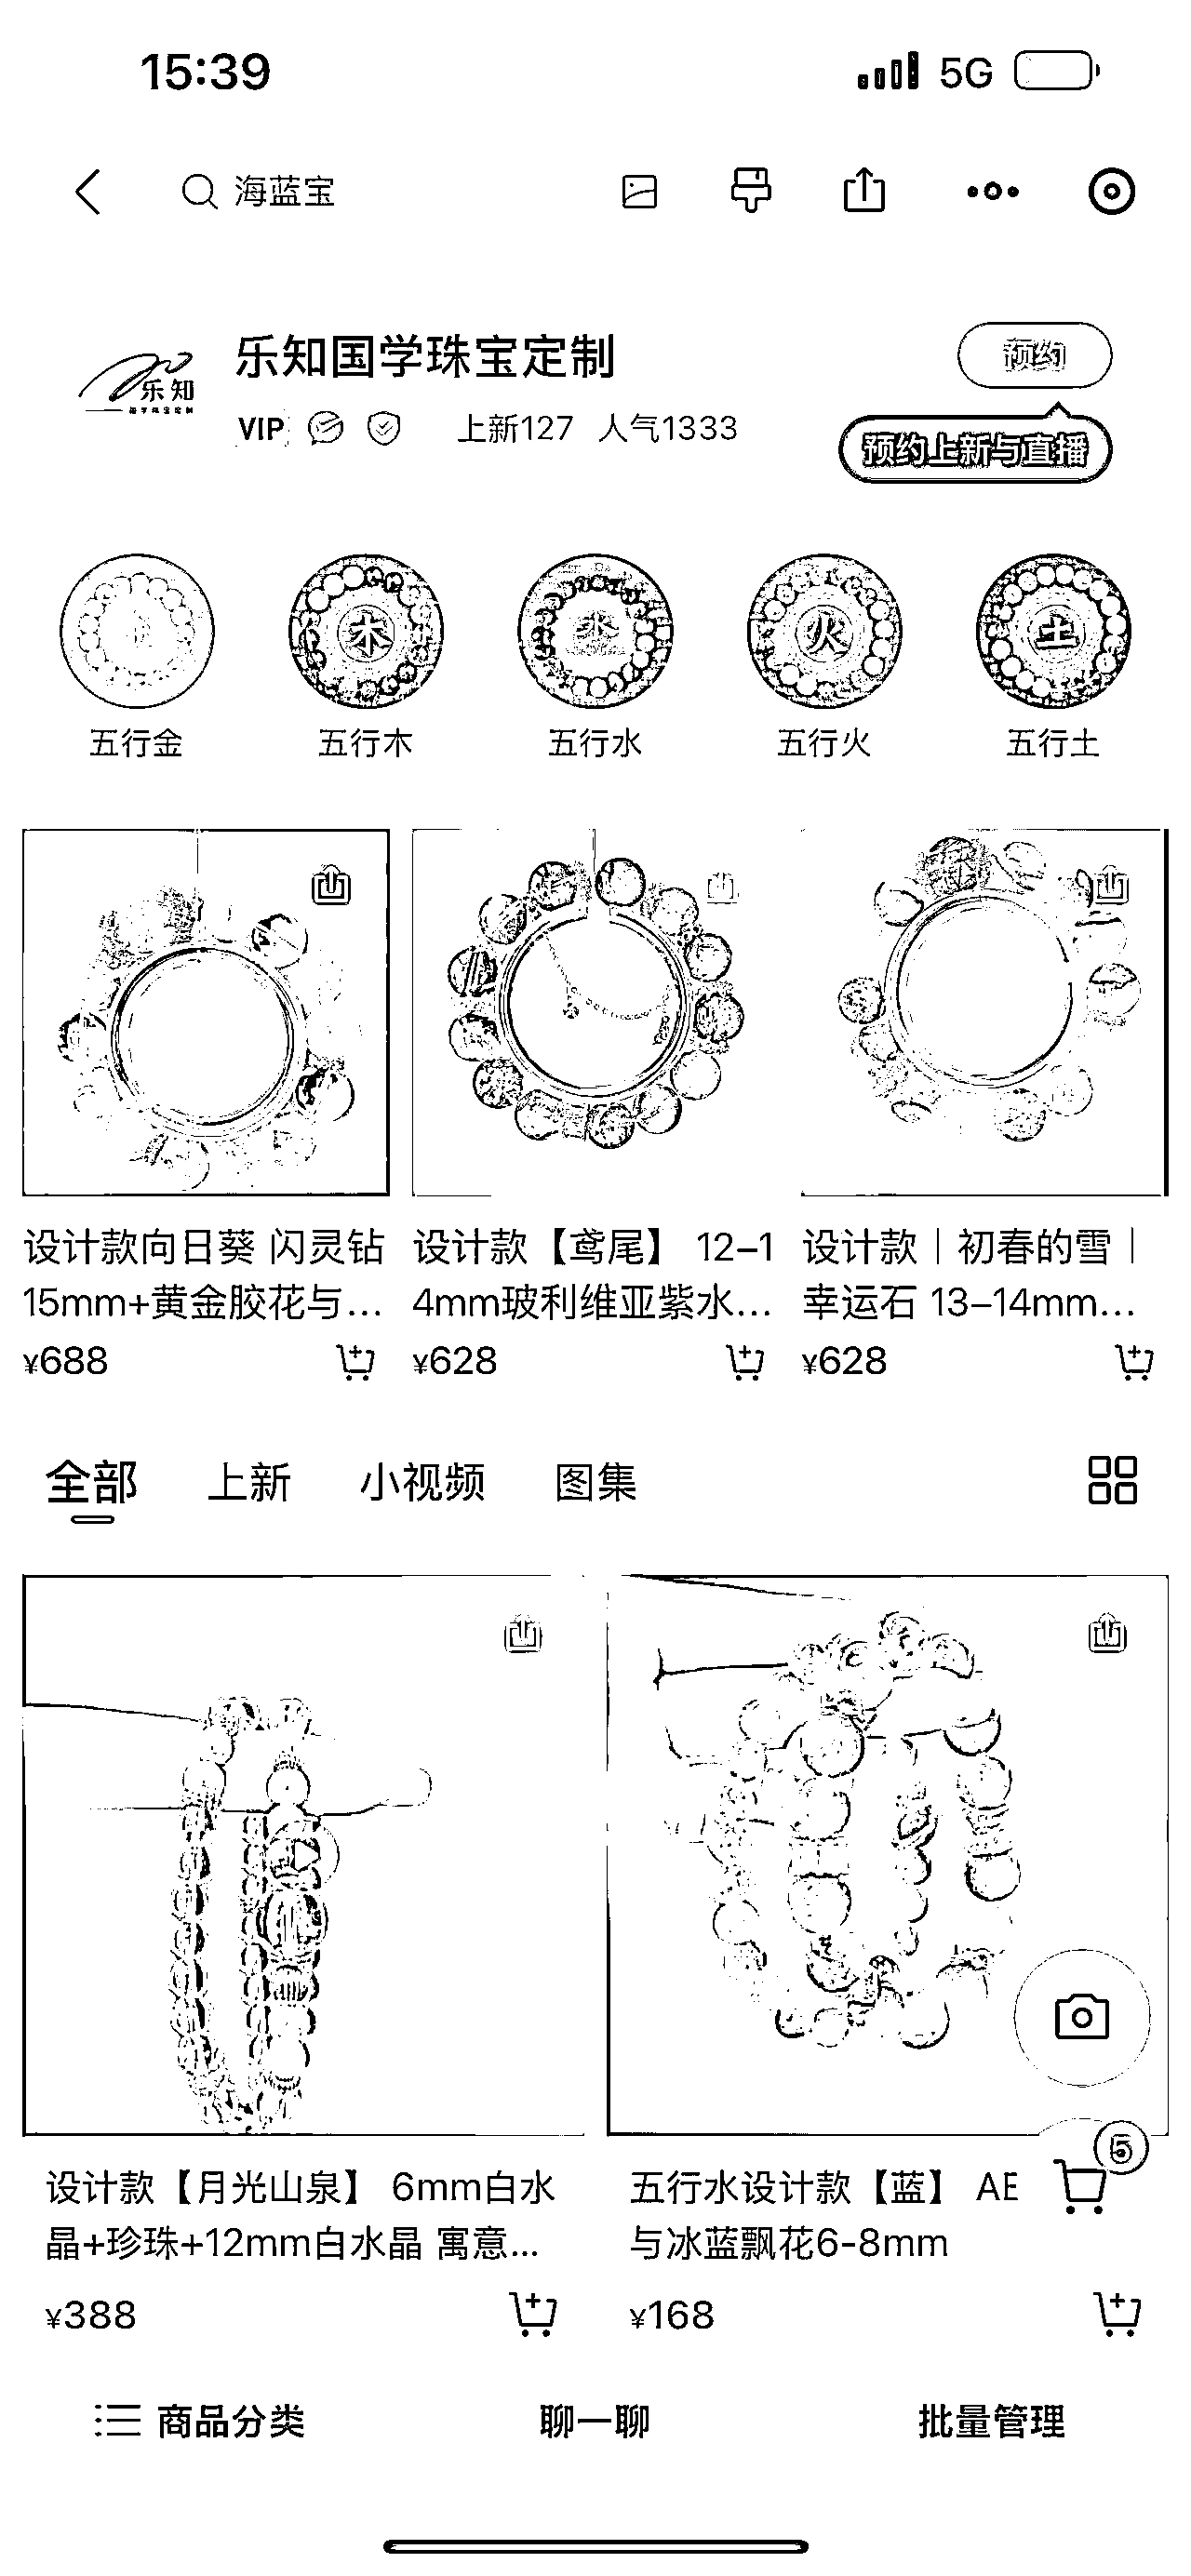 15:39
5G
海蓝宝
乐知国学珠宝定制
预约
乐知
VIP 上新127 人气1333
预约上新与直播
木 水 火 土
五行金 五行木 五行水 五行火 五行土
设计款向日葵 闪灵钻
15mm+黄金胶花与...
¥688
设计款【鸢尾】 12-1
4mm玻利维亚紫水...
¥628
设计款｜初春的雪｜
幸运石 13-14mm...
¥628
全部 上新 小视频 图集
设计款【月光山泉】 6mm白水
晶+珍珠+12mm白水晶 寓意...
¥388
五行水设计款【蓝】 AE
与冰蓝飘花6-8mm
¥168
5
商品分类 聊一聊 批量管理